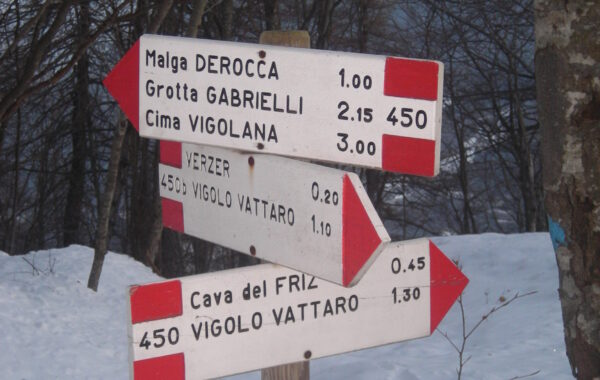 Malga DEROCCA 1.00
Grotta GABRIELLI 2.15 450
Cima VIGOLANA 3.00
VERZER 0.20
450b VIGOLO VATTARO 1.10
Cava del FRIZ 0.45
450 VIGOLO VATTARO 1.30